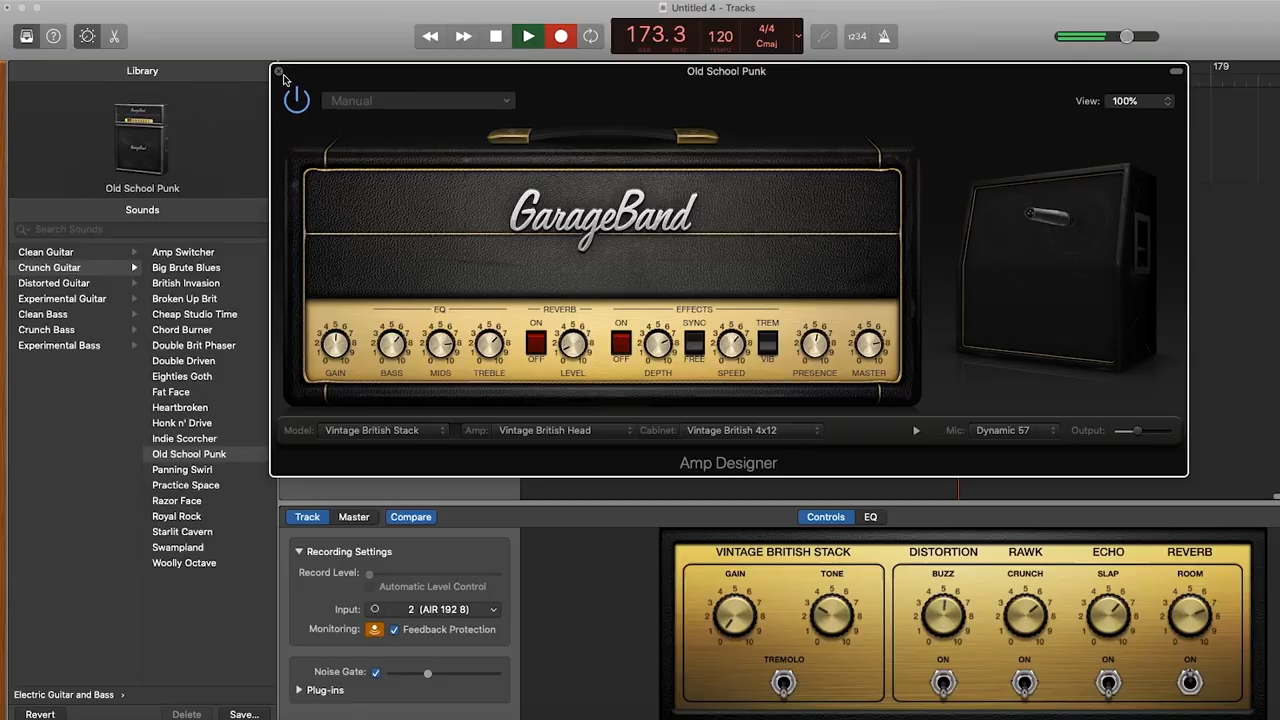 Untitled 4 - Tracks
173.3
BAR BEAT
120
TEMPO
4/4
Cmaj
1234
Library
Old School Punk
179
Manual
View: 100%
GarageBand
Old School Punk
Sounds
Search Sounds
Clean Guitar
Crunch Guitar
Distorted Guitar
Experimental Guitar
Clean Bass
Crunch Bass
Experimental Bass
Amp Switcher
Big Brute Blues
British Invasion
Broken Up Brit
Cheap Studio Time
Chord Burner
Double Brit Phaser
Double Driven
Eighties Goth
Fat Face
Heartbroken
Honk n' Drive
Indie Scorcher
Old School Punk
Panning Swirl
Practice Space
Razor Face
Royal Rock
Starlit Cavern
Swampland
Woolly Octave
EQ REVERB EFFECTS
ON ON SYNC TREM
OFF OFF FREE VIB
GAIN BASS MIDS TREBLE LEVEL DEPTH SPEED PRESENCE MASTER
Model: Vintage British Stack Amp: Vintage British Head Cabinet: Vintage British 4x12 Mic: Dynamic 57 Output:
Amp Designer
Track Master Compare Controls EQ
Recording Settings
Record Level:
Automatic Level Control
Input: 2 (AIR 192 8)
Monitoring: Feedback Protection
Noise Gate:
Plug-ins
VINTAGE BRITISH STACK DISTORTION RAWK ECHO REVERB
GAIN TONE BUZZ CRUNCH SLAP ROOM
TREMOLO ON ON ON ON
Electric Guitar and Bass
Revert Delete Save...